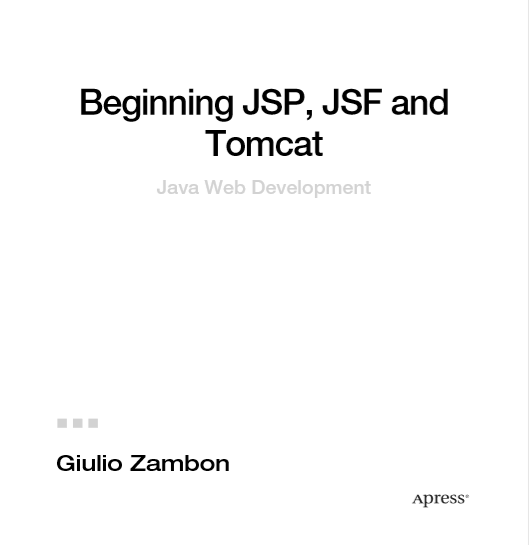 Beginning JSP, JSF and
Tomcat
Java Web Development
Giulio Zambon
Apress®